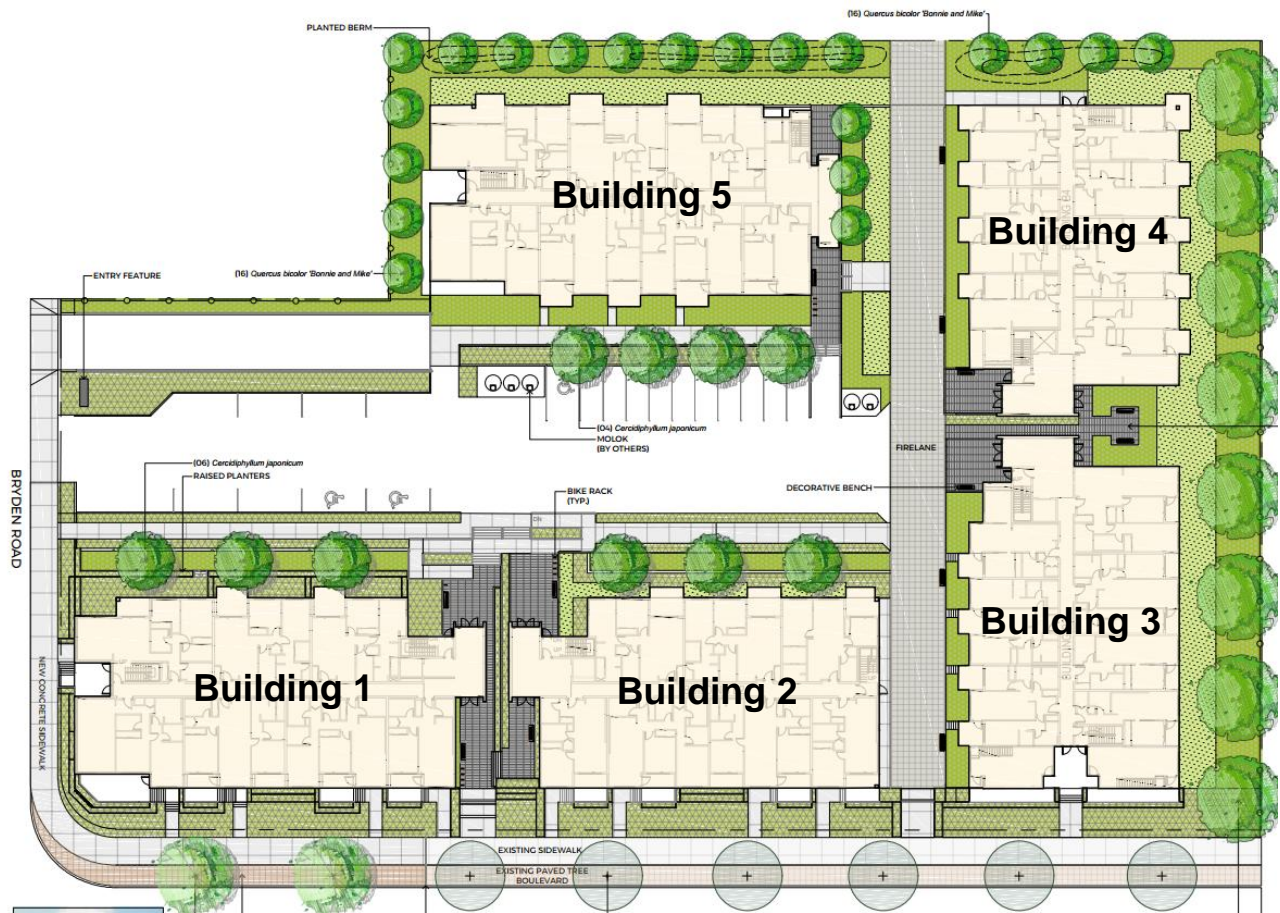 (16) Quercus bicolor 'Bonnie and Mike'
PLANTED BERM
Building 5
Building 4
ENTRY FEATURE
(16) Quercus bicolor 'Bonnie and Mike'
(04) Cercidiphyllum japonicum
MOLOK
(BY OTHERS)
FIRELANE
(06) Cercidiphyllum japonicum
RAISED PLANTERS
BIKE RACK
(TYP.)
DECORATIVE BENCH
BRYDEN ROAD
DN
Building 3
Building 1
Building 2
NEW CONCRETE SIDEWALK
EXISTING SIDEWALK
EXISTING PAVED TREE
BOULEVARD